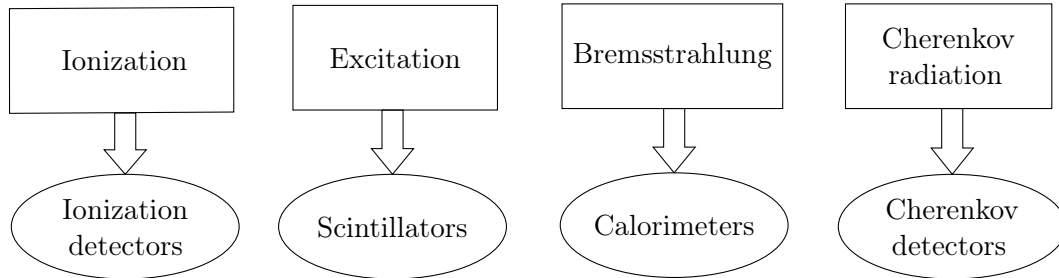 Ionization
Excitation
Bremsstrahlung
Cherenkov
radiation
Ionization
detectors
Scintillators
Calorimeters
Cherenkov
detectors